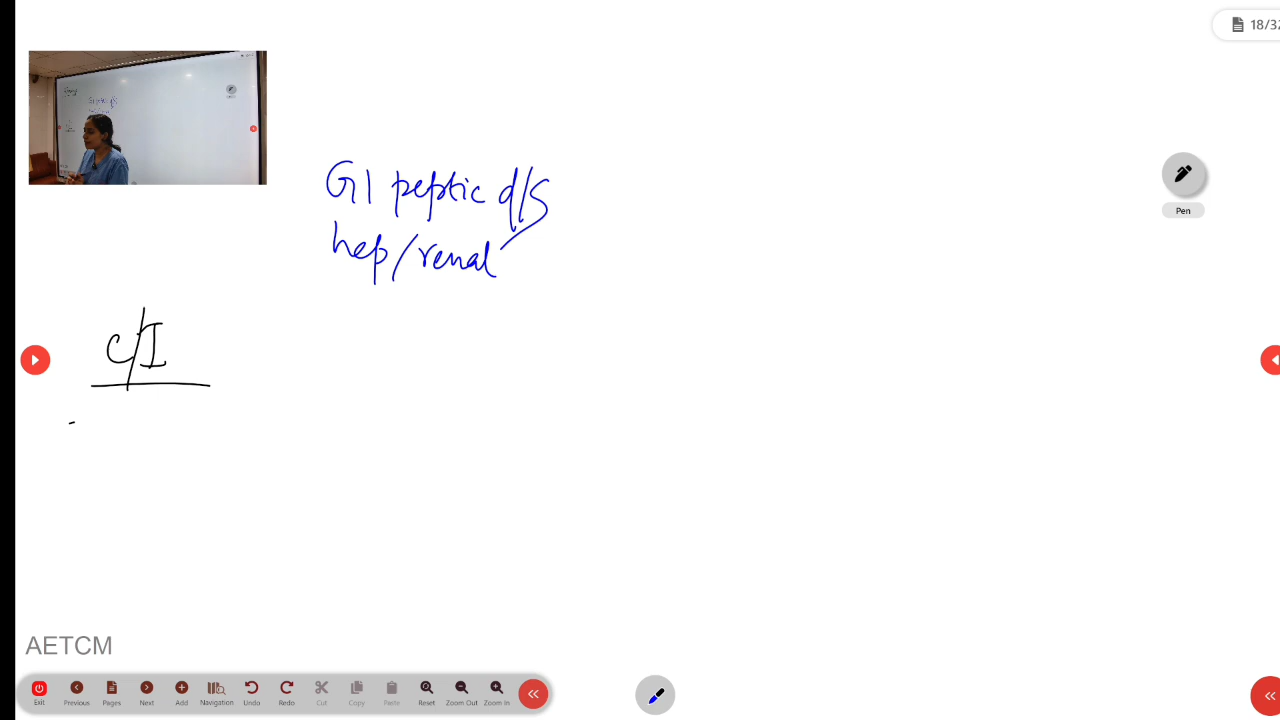 18/32
GI peptic d/s
hep/renal
C/I
Pen
AETCM
Exit
Previous
Pages
Next
Add
Navigation
Undo
Redo
Cut
Copy
Paste
Reset
Zoom Out
Zoom In